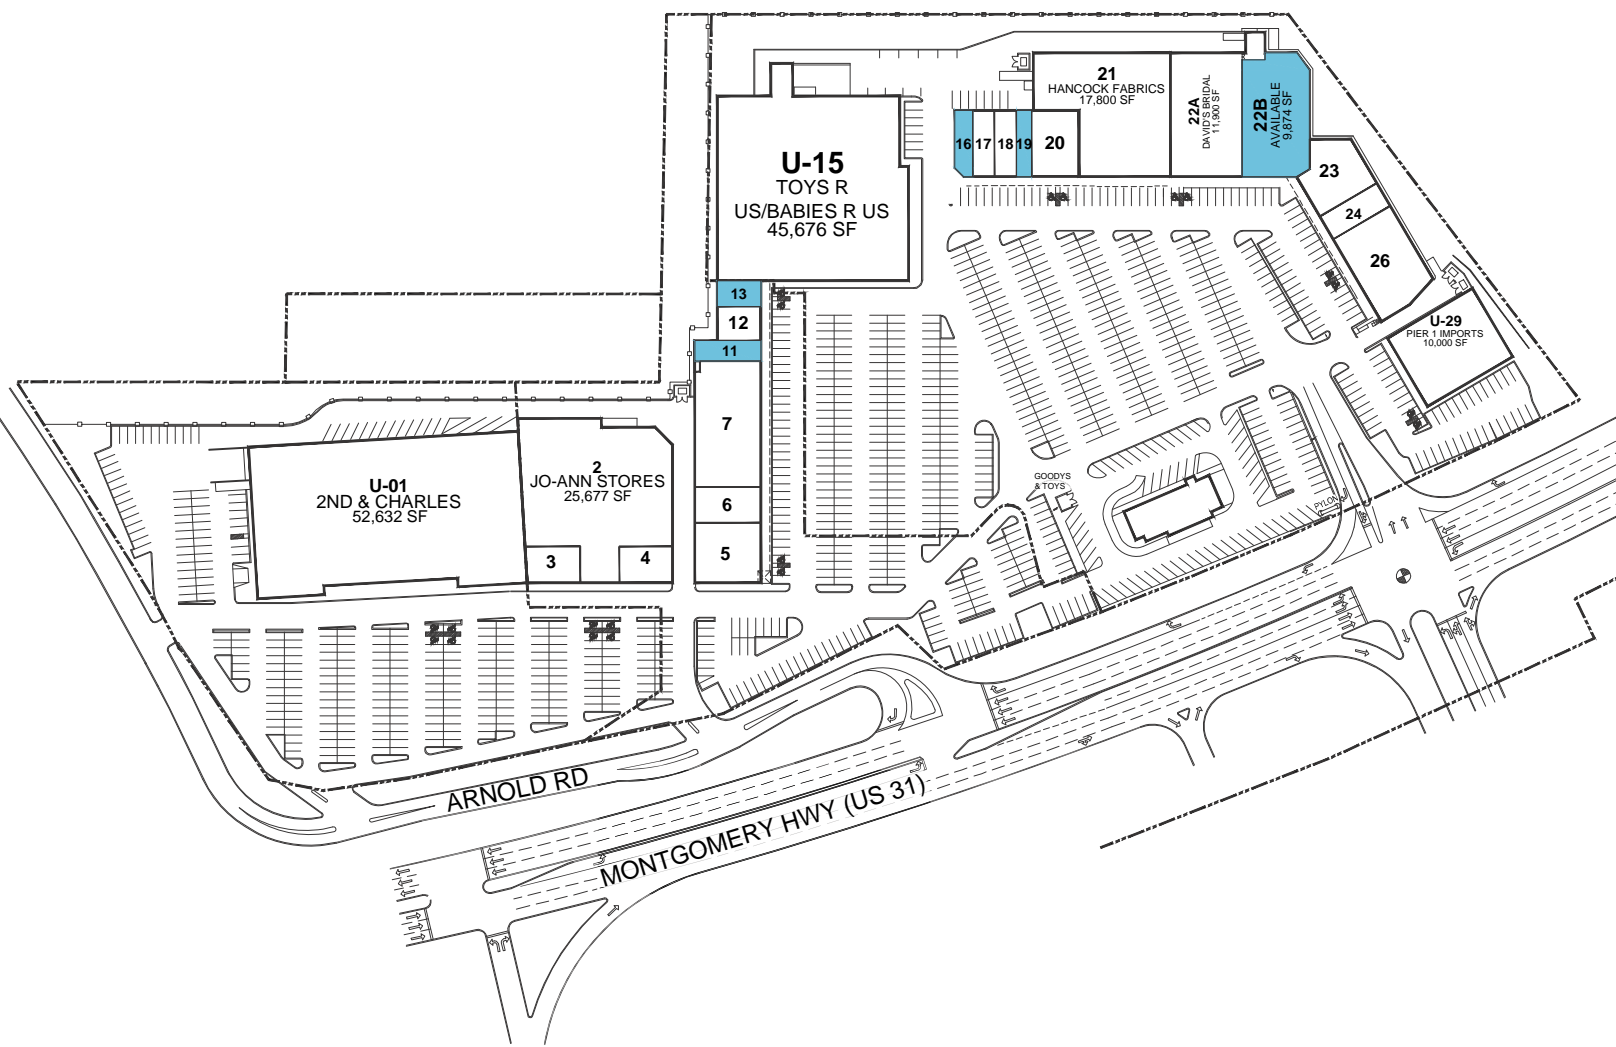 21
HANCOCK FABRICS
17,800 SF
22A
DAVID'S BRIDAL
11,900 SF
22B
AVAILABLE
9,874 SF
16
17
18
19
20
U-15
TOYS R
US/BABIES R US
45,676 SF
23
24
26
13
12
11
U-29
PIER 1 IMPORTS
10,000 SF
7
U-01
2ND & CHARLES
52,632 SF
2
JO-ANN STORES
25,677 SF
GOODYS
& TOYS
PYLON
6
5
3
4
ARNOLD RD
MONTGOMERY HWY (US 31)